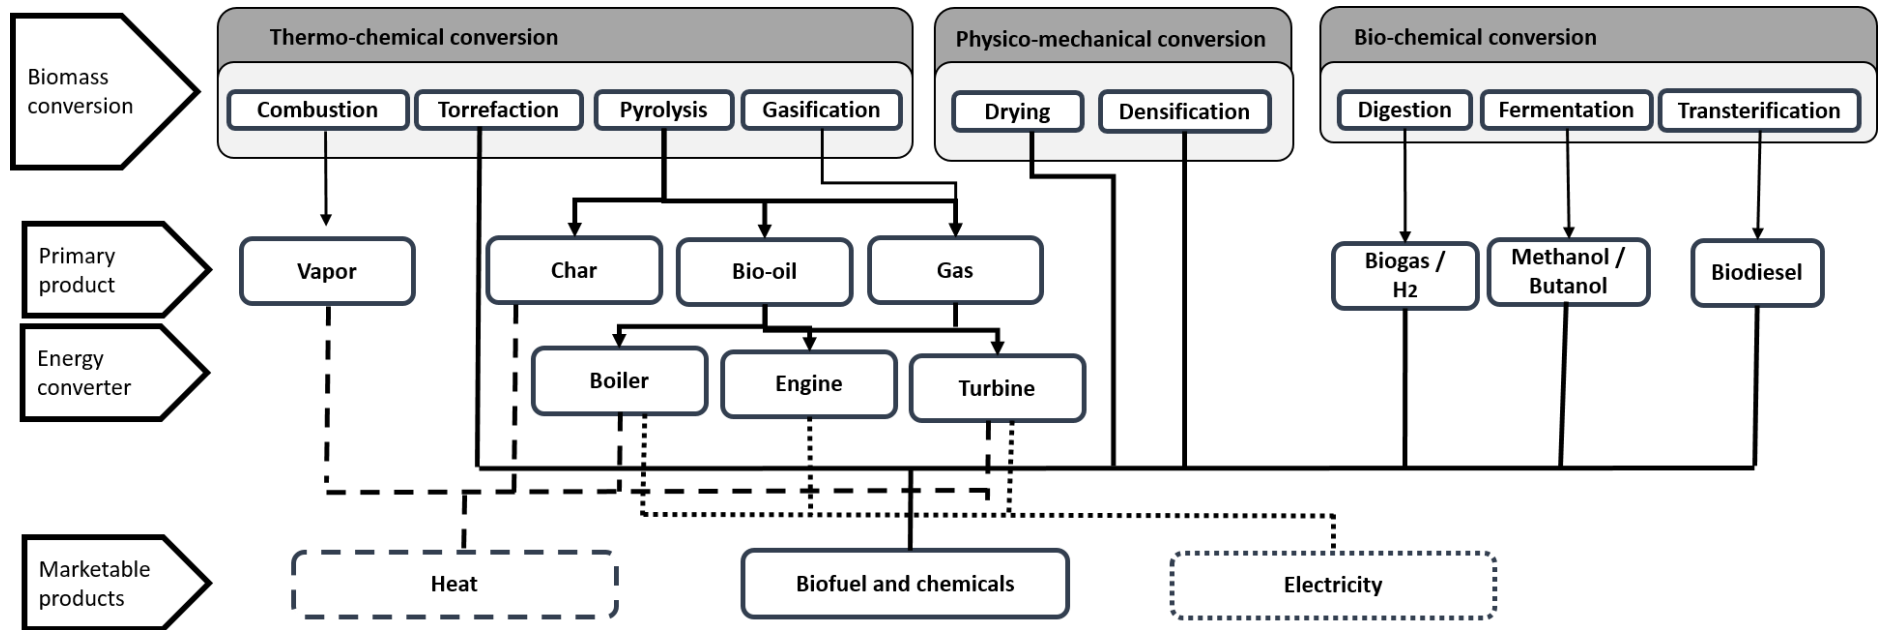 Biomass
conversion
Thermo-chemical conversion
Physico-mechanical conversion
Bio-chemical conversion
Combustion
Torrefaction
Pyrolysis
Gasification
Drying
Densification
Digestion
Fermentation
Transterification
Primary
product
Vapor
Char
Bio-oil
Gas
Biogas /
H2
Methanol /
Butanol
Biodiesel
Energy
converter
Boiler
Engine
Turbine
Marketable
products
Heat
Biofuel and chemicals
Electricity